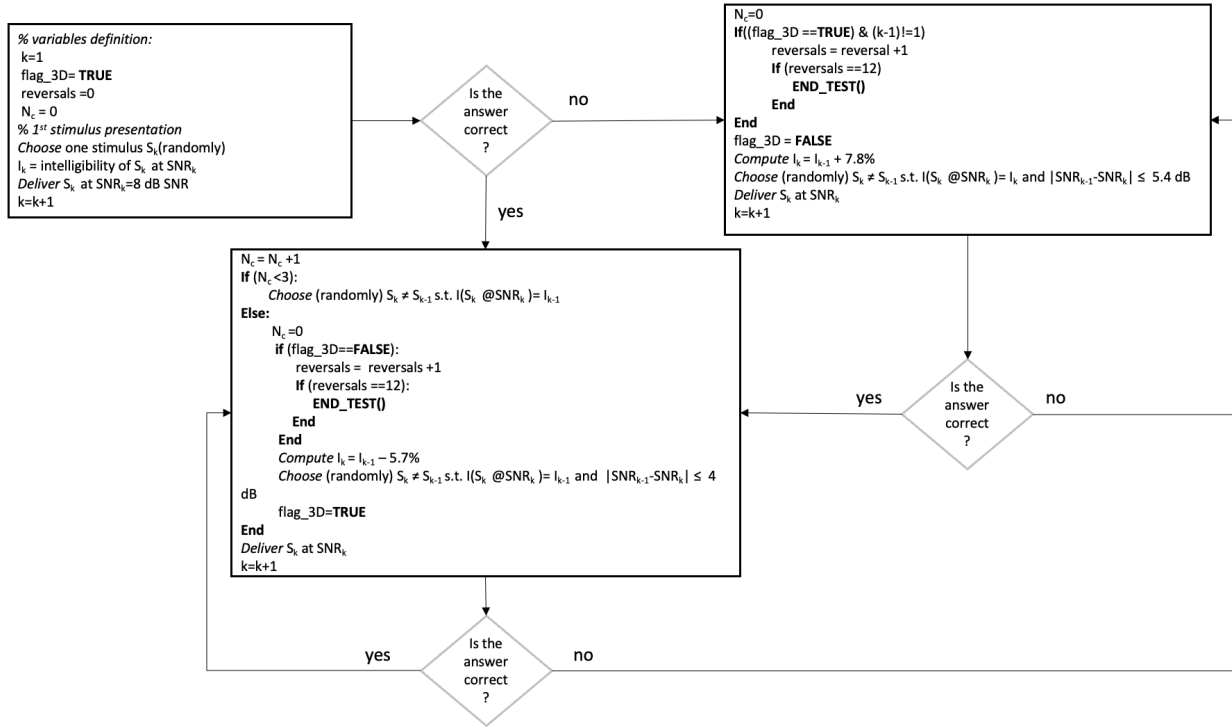 % variables definition:
k=1
flag_3D= TRUE
reversals =0
N_c = 0
% 1st stimulus presentation
Choose one stimulus S_k(randomly)
I_k = intelligibility of S_k at SNR_k
Deliver S_k at SNR_k=8 dB SNR
k=k+1
Is the
answer
correct
?
no
yes
N_c=0
If((flag_3D ==TRUE) & (k-1)!=1)
reversals = reversal +1
If (reversals ==12)
END_TEST()
End
End
flag_3D = FALSE
Compute I_k = I_k-1 + 7.8%
Choose (randomly) S_k ≠ S_k-1 s.t. I(S_k @SNR_k )= I_k and |SNR_k-1-SNR_k| ≤ 5.4 dB
Deliver S_k at SNR_k
k=k+1
N_c = N_c +1
If (N_c <3):
Choose (randomly) S_k ≠ S_k-1 s.t. I(S_k @SNR_k )= I_k-1
Else:
N_c =0
if (flag_3D==FALSE):
reversals = reversals +1
If (reversals ==12):
END_TEST()
End
End
Compute I_k = I_k-1 – 5.7%
Choose (randomly) S_k ≠ S_k-1 s.t. I(S_k @SNR_k )= I_k-1 and |SNR_k-1-SNR_k| ≤ 4
dB
flag_3D=TRUE
End
Deliver S_k at SNR_k
k=k+1
Is the
answer
correct
?
yes
no
Is the
answer
correct
?
yes
no